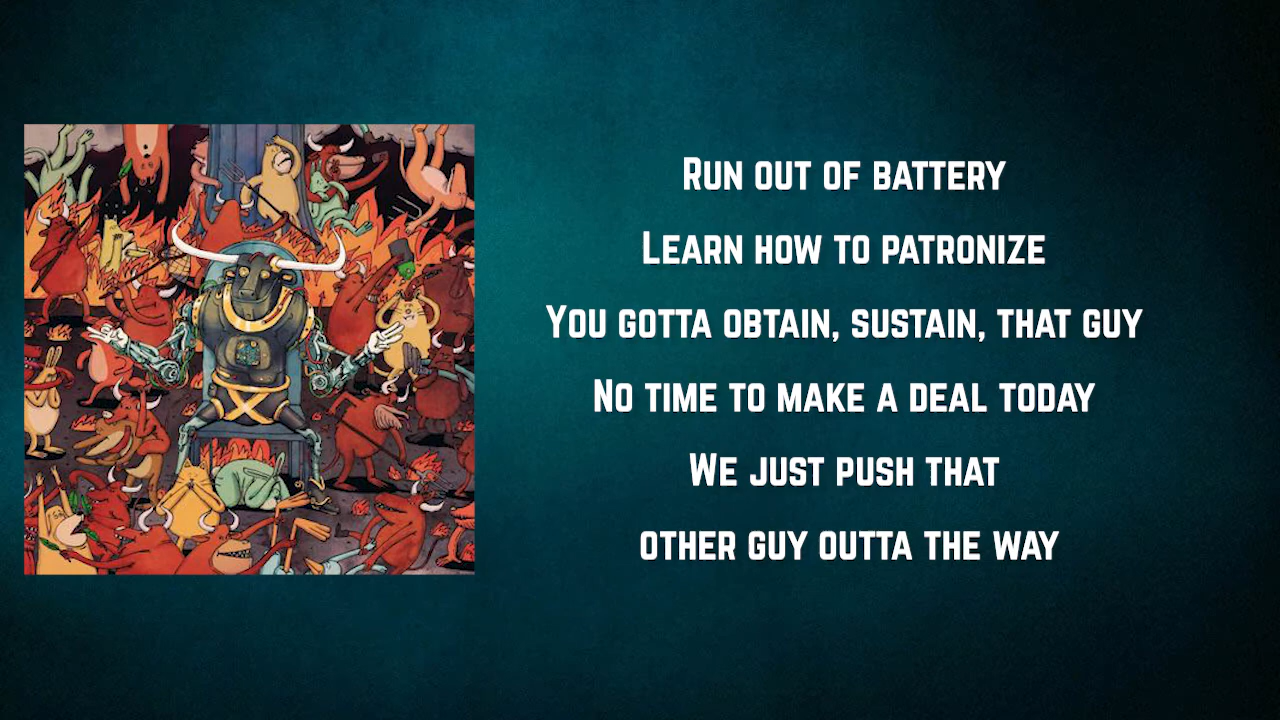 Run out of battery
Learn how to patronize
You gotta obtain, sustain, that guy
No time to make a deal today
We just push that
other guy outta the way